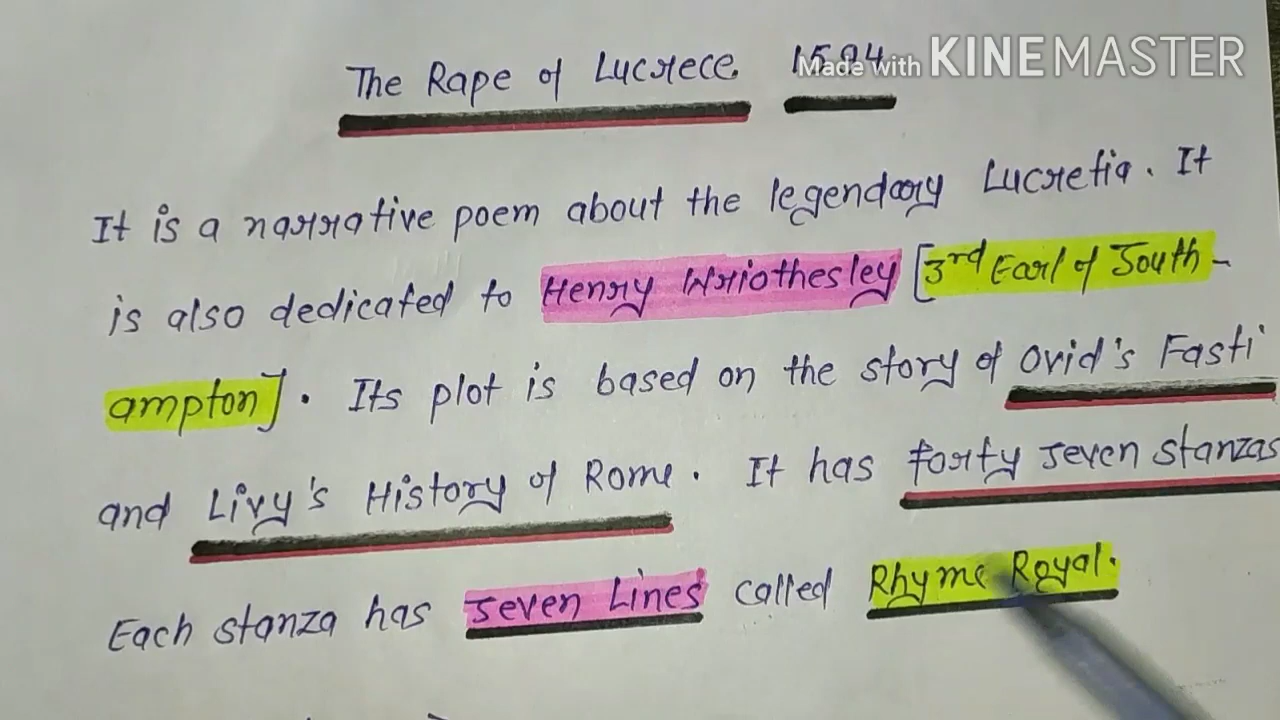 The Rape of Lucrece. 1594
Made with KINEMASTER
It is a narrative poem about the legendary Lucretia. It
is also dedicated to Henry Wriothesley [3rd Earl of South-
ampton]. Its plot is based on the story of Ovid's Fasti
and Livy's History of Rome. It has forty seven stanzas
Each stanza has seven Lines called Rhyme Royal.